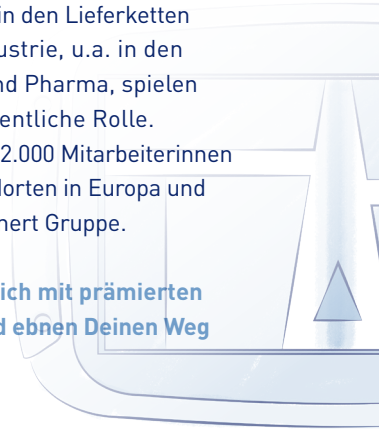 in den Lieferketten
ustrie, u.a. in den
nd Pharma, spielen
entliche Rolle.
2.000 Mitarbeiterinnen
dorten in Europa und
nert Gruppe.
ich mit prämierten
d ebnen Deinen Weg